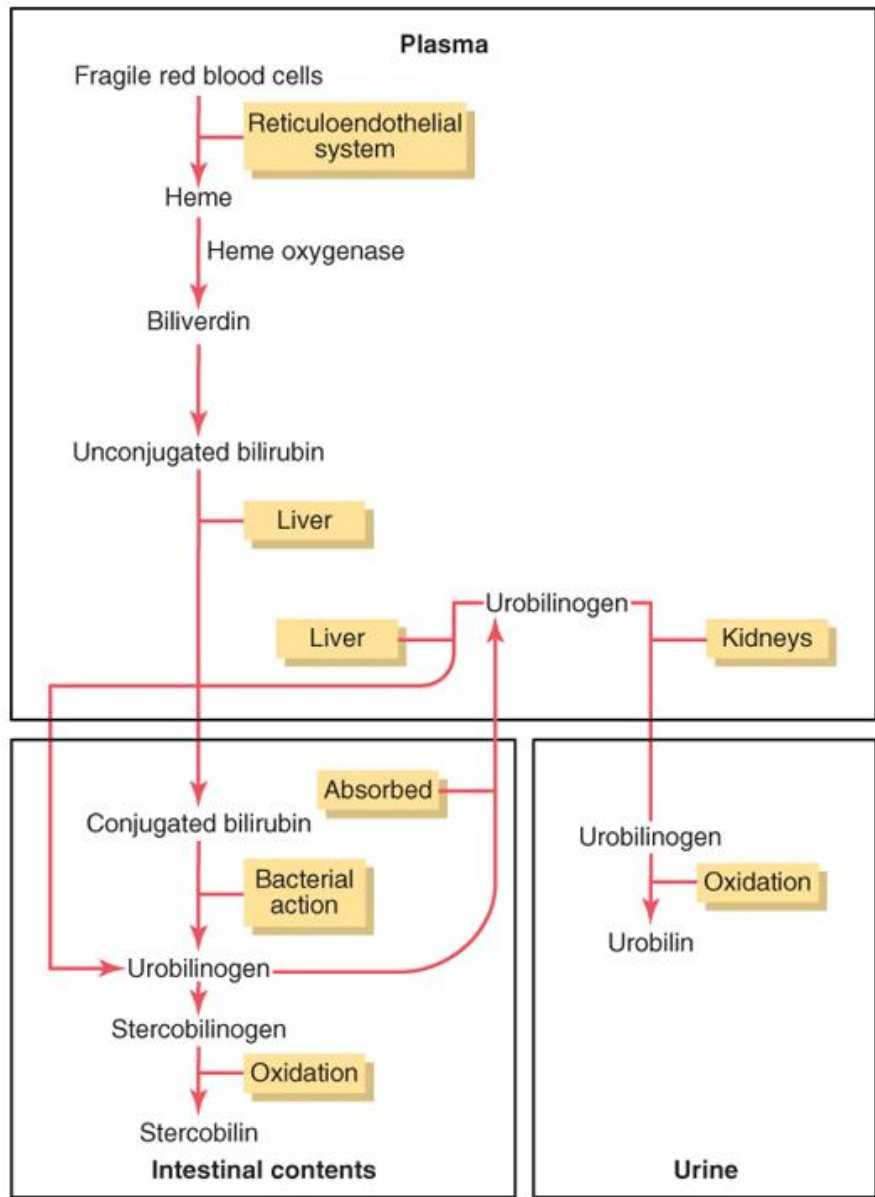 Plasma
Fragile red blood cells
Reticuloendothelial
system
Heme
Heme oxygenase
Biliverdin
Unconjugated bilirubin
Liver
Urobilinogen
Liver
Kidneys
Absorbed
Conjugated bilirubin
Bacterial
action
Urobilinogen
Stercobilinogen
Oxidation
Stercobilin
Intestinal contents
Urobilinogen
Oxidation
Urobilin
Urine